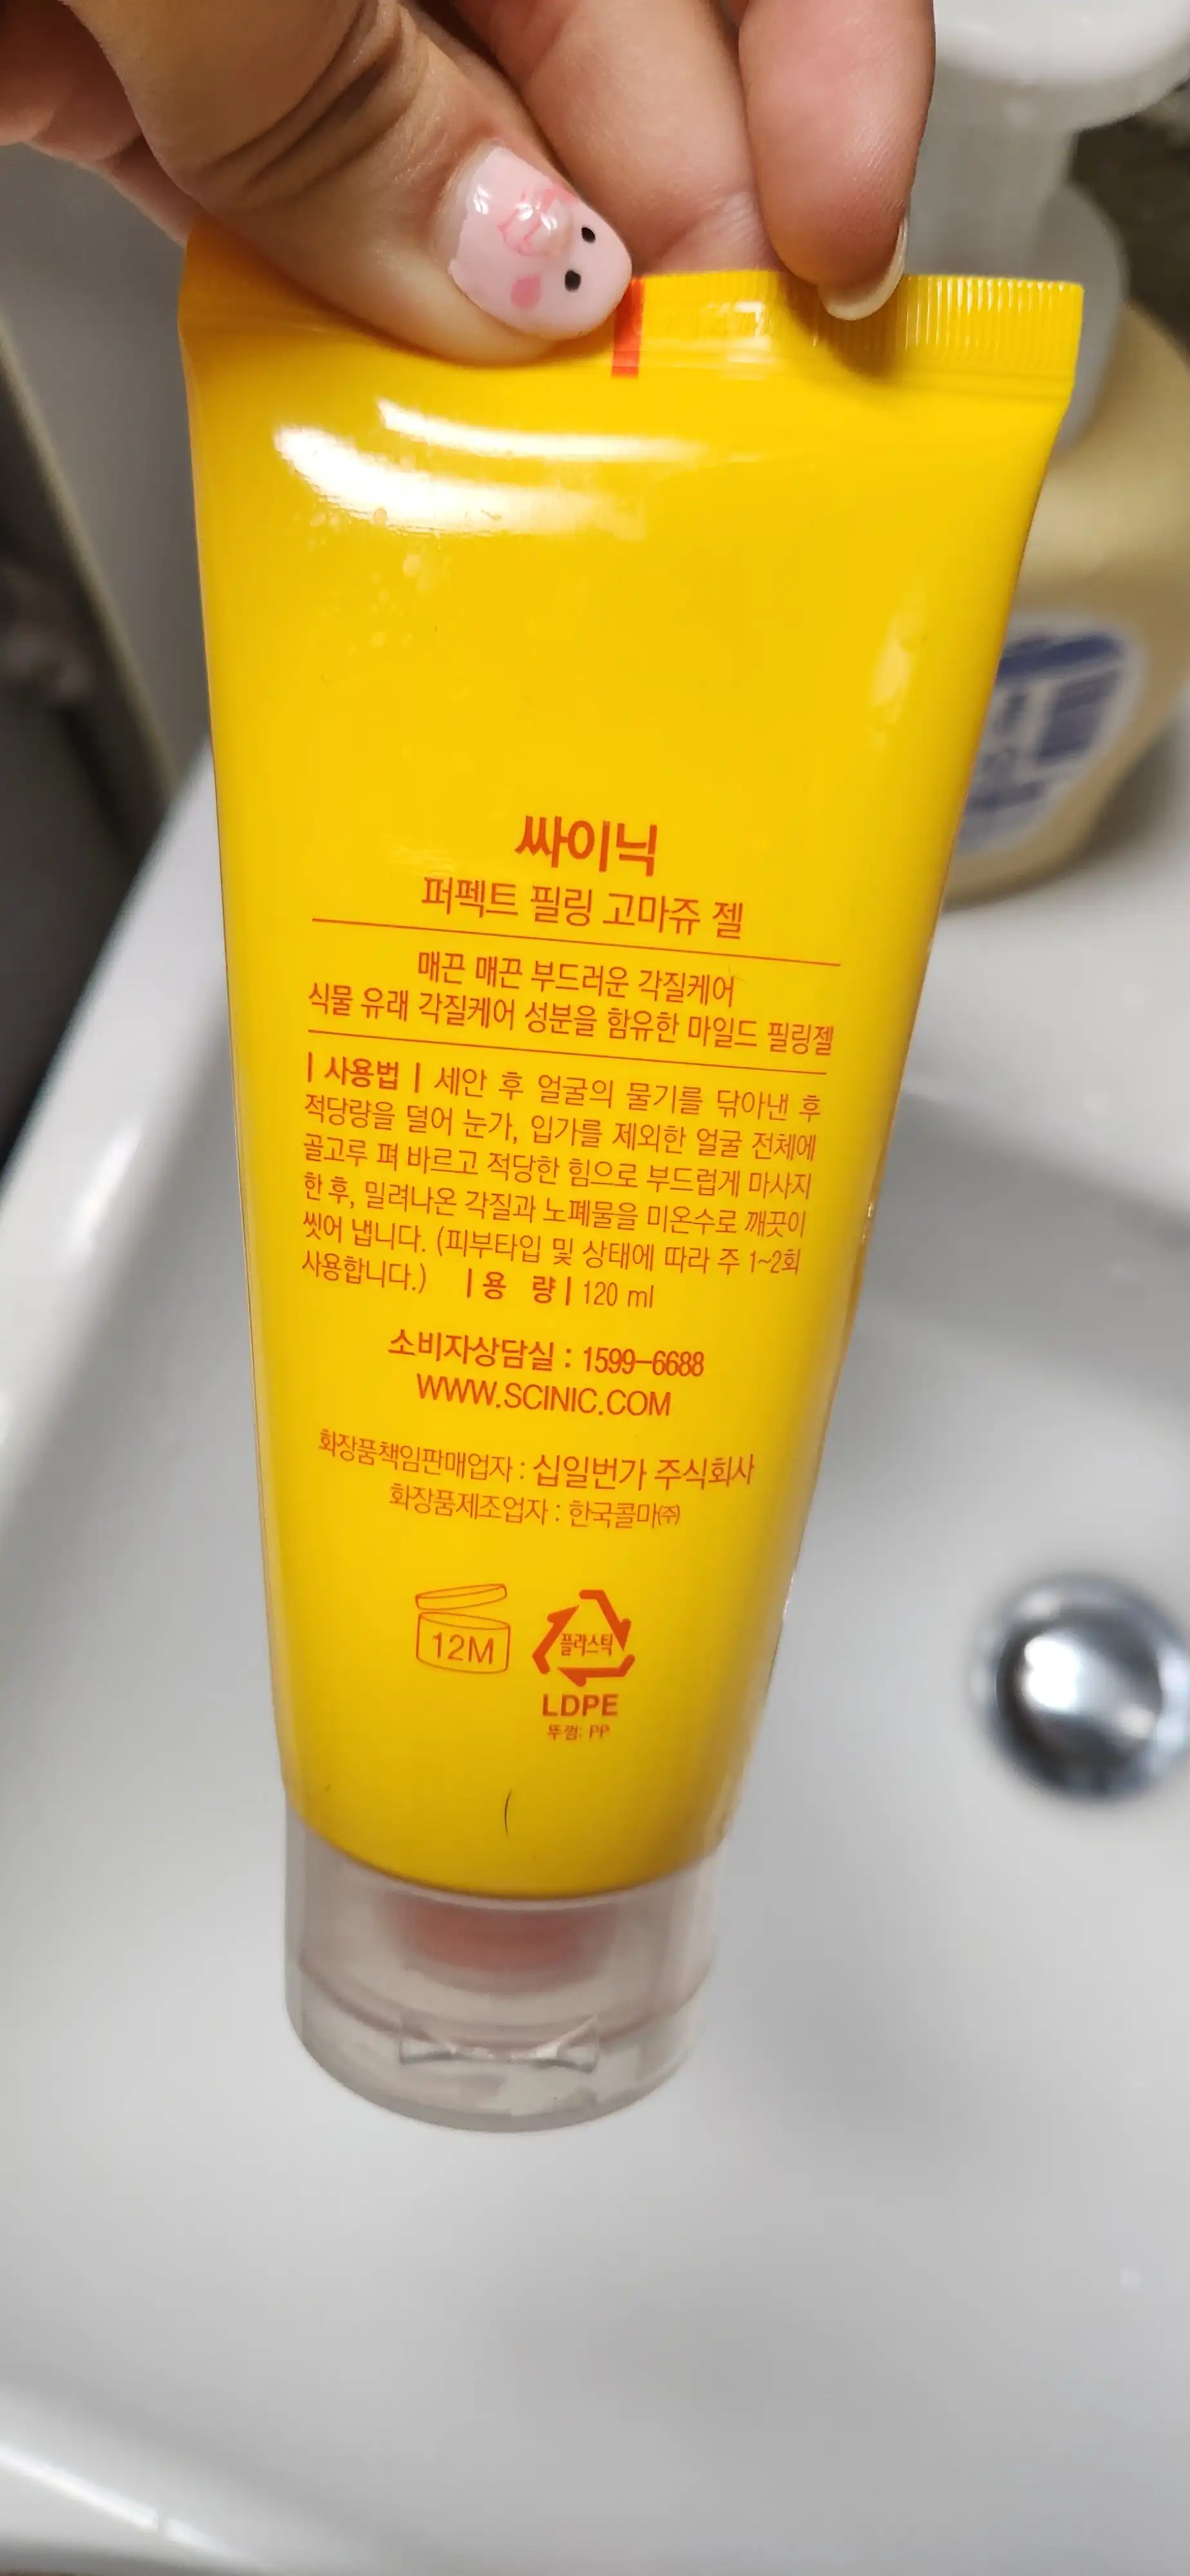 싸이닉
퍼펙트 필링 고마쥬 젤
매끈 매끈 부드러운 각질케어
식물 유래 각질케어 성분을 함유한 마일드 필링젤
| 사용법 | 세안 후 얼굴의 물기를 닦아낸 후
적당량을 덜어 눈가, 입가를 제외한 얼굴 전체에
골고루 펴 바르고 적당한 힘으로 부드럽게 마사지
한 후, 밀려나온 각질과 노폐물을 미온수로 깨끗이
씻어 냅니다. (피부타입 및 상태에 따라 주 1~2회
사용합니다.) | 용 량 | 120 ml
소비자상담실 : 1599-6688
WWW.SCINIC.COM
화장품책임판매업자 : 십일번가 주식회사
화장품제조업자 : 한국콜마㈜
12M
플라스틱
LDPE
뚜껑: PP